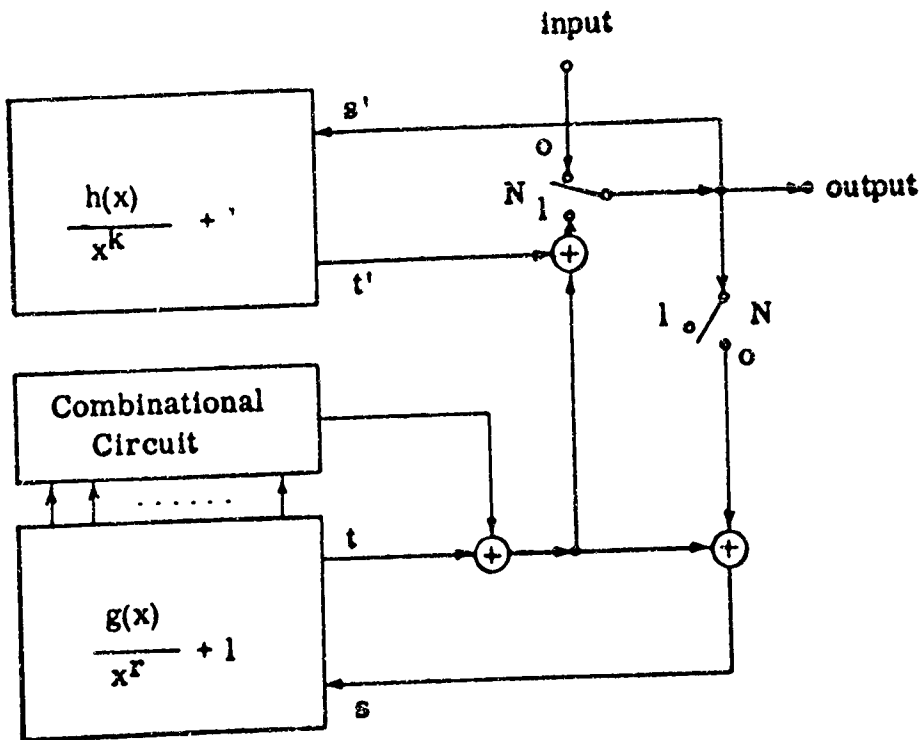 input
s'
o
N
1
output
h(x)
x^k
+ '
t'
1
N
o
Combinational
Circuit
. . . . . .
t
g(x)
x^r
+ 1
s